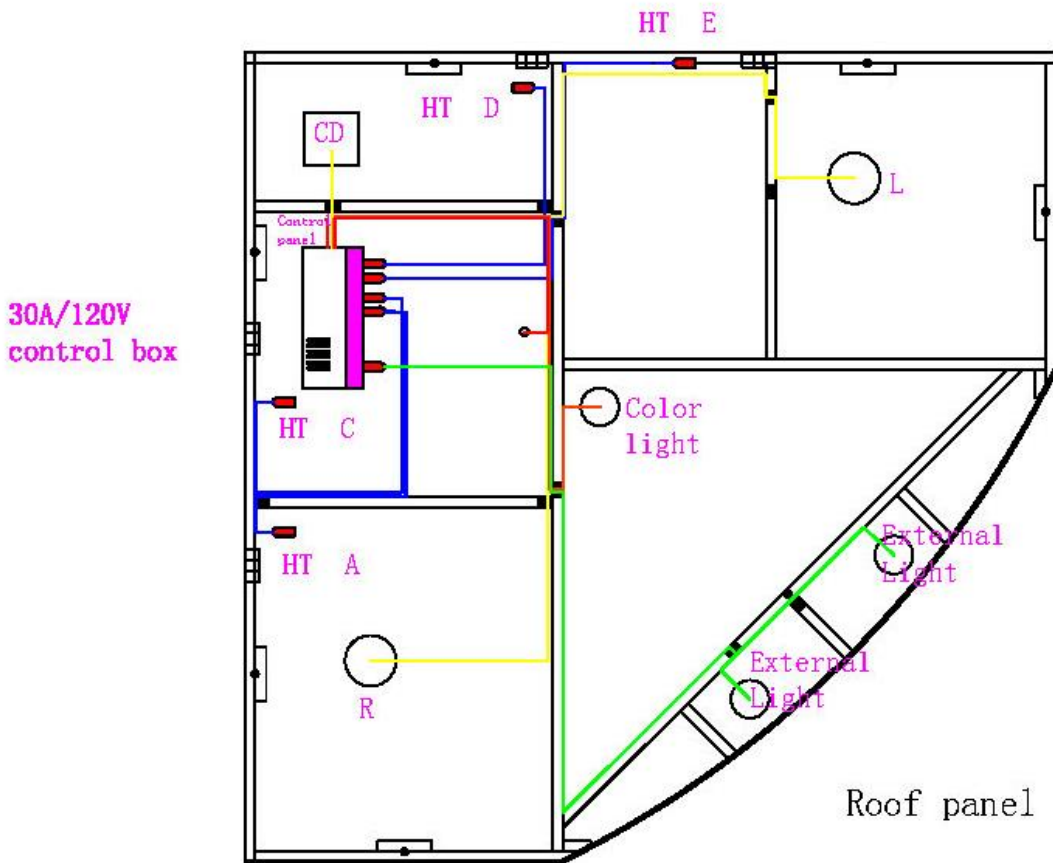 HT E
HT D
CD
L
Control
panel
30A/120V
control box
HT C
Color
light
HT A
External
Light
External
Light
R
Roof panel